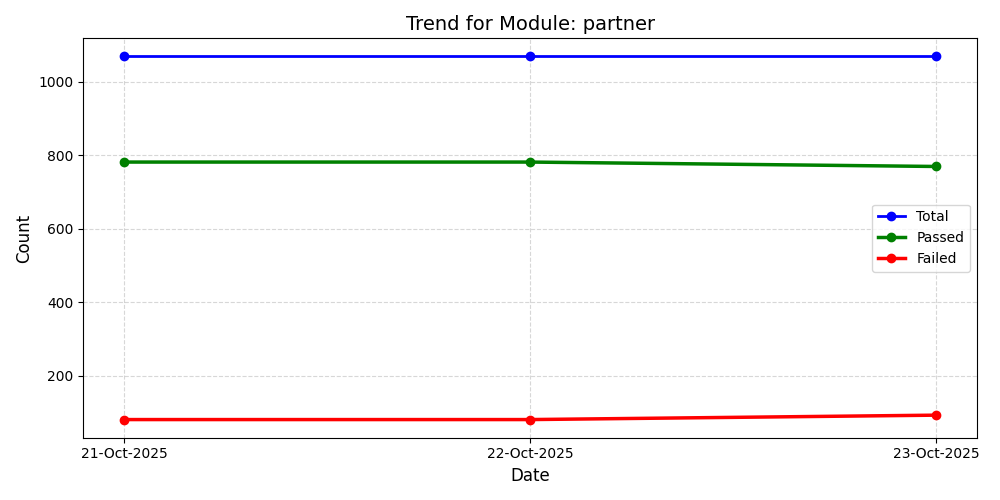 Trend for Module: partner
Count
1000
800
600
400
200
Total
Passed
Failed
21-Oct-2025
22-Oct-2025
23-Oct-2025
Date